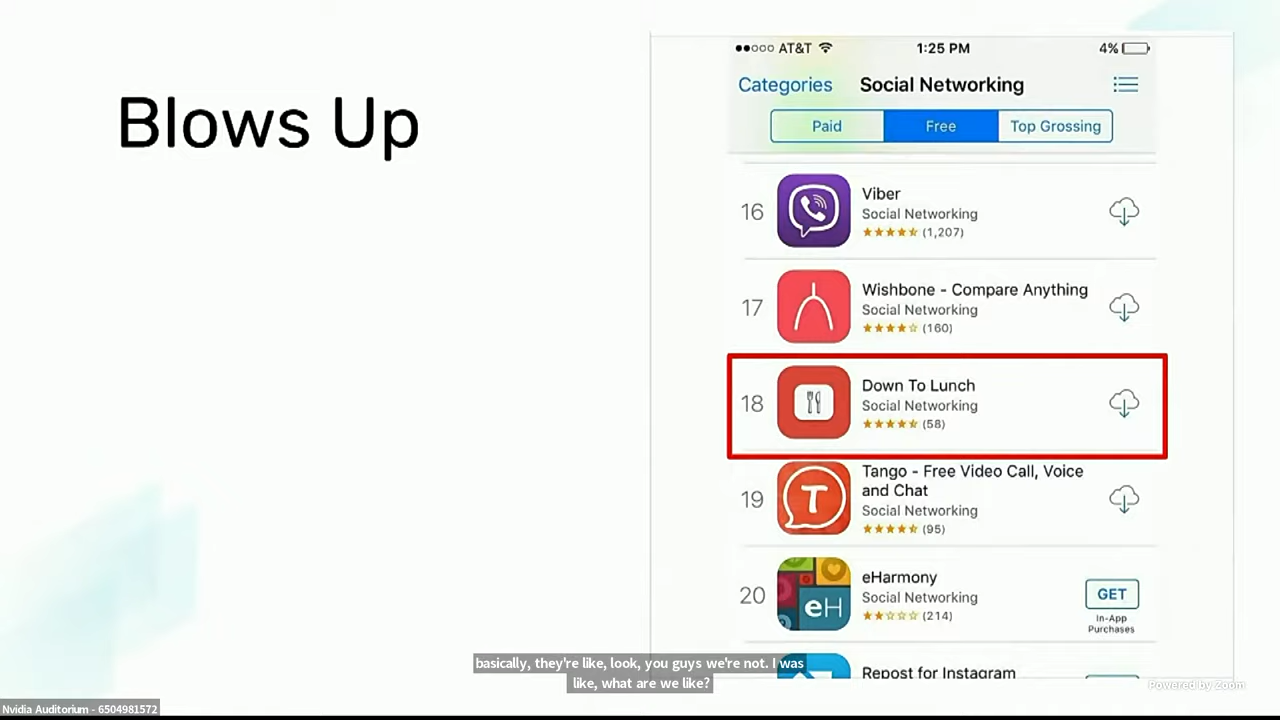 Blows Up
AT&T 1:25 PM 4%
Categories Social Networking
Paid Free Top Grossing
16
Viber
Social Networking
(1,207)
17
Wishbone - Compare Anything
Social Networking
(160)
18
Down To Lunch
Social Networking
(58)
19
T
Tango - Free Video Call, Voice
and Chat
Social Networking
(95)
20
eH
eHarmony
Social Networking
(214)
GET
In-App
Purchases
Repost for Instagram
basically, they're like, look, you guys we're not. I was
like, what are we like?
Powered by Zoom
Nvidia Auditorium - 6504981572